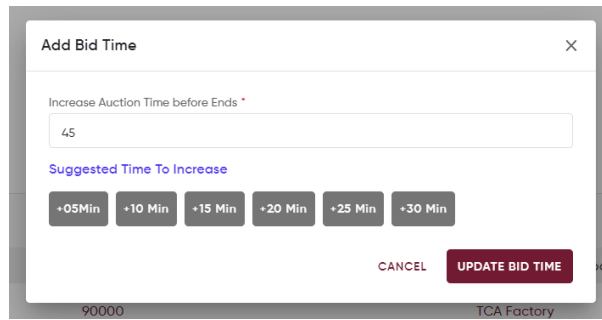 Add Bid Time
Increase Auction Time before Ends *
45
Suggested Time To Increase
+05Min +10 Min +15 Min +20 Min +25 Min +30 Min
CANCEL UPDATE BID TIME
90000 TCA Factory